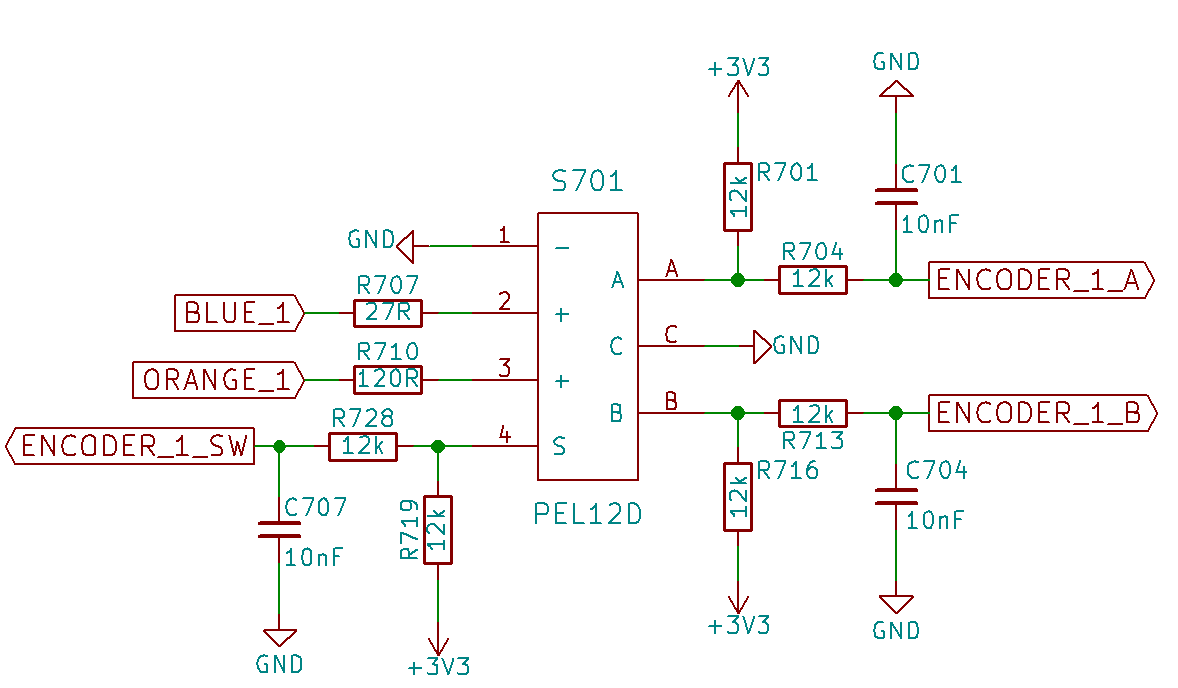 +3V3
GND
S701
R701
12k
C701
10nF
GND
1
-
R704
12k
A
A
ENCODER_1_A
R707
27R
BLUE_1
2
+
C
C
GND
R710
120R
ORANGE_1
3
+
B
B
12k
R713
ENCODER_1_B
R728
12k
ENCODER_1_SW
4
S
R716
12k
C704
10nF
C707
10nF
R719
12k
PEL12D
+3V3
GND
GND
+3V3